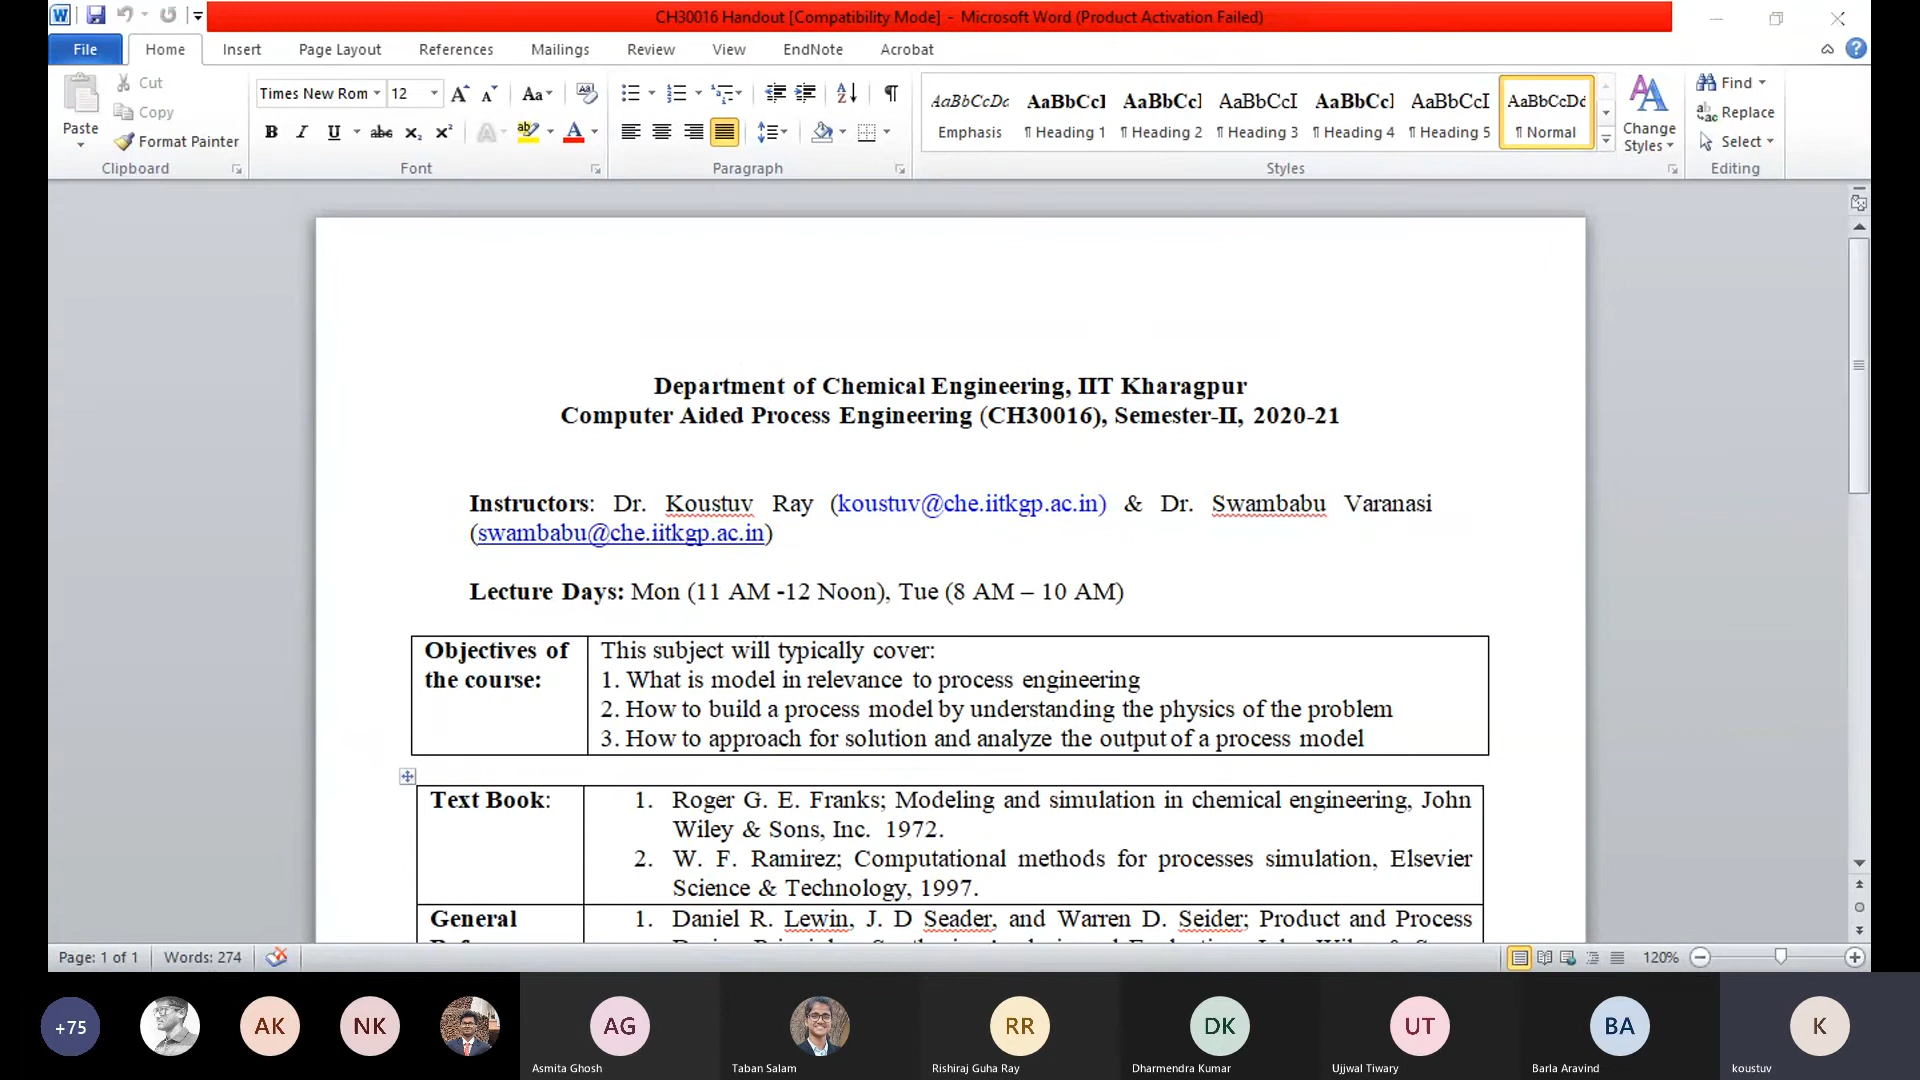 CH30016 Handout [Compatibility Mode] - Microsoft Word (Product Activation Failed)
File Home Insert Page Layout References Mailings Review View EndNote Acrobat
Paste
Cut
Copy
Format Painter
Clipboard
Times New Rom 12
Font
Paragraph
AaBbCcDc AaBbCcI AaBbCcI AaBbCcI AaBbCcI AaBbCcI AaBbCcDc
Emphasis ¶ Heading 1 ¶ Heading 2 ¶ Heading 3 ¶ Heading 4 ¶ Heading 5 ¶ Normal
Styles
Change
Styles
Find
Replace
Select
Editing
Department of Chemical Engineering, IIT Kharagpur
Computer Aided Process Engineering (CH30016), Semester-II, 2020-21
Instructors: Dr. Koustuv Ray (koustuv@che.iitkgp.ac.in) & Dr. Swambabu Varanasi
(swambabu@che.iitkgp.ac.in)
Lecture Days: Mon (11 AM -12 Noon), Tue (8 AM – 10 AM)
Objectives of
the course:
This subject will typically cover:
1. What is model in relevance to process engineering
2. How to build a process model by understanding the physics of the problem
3. How to approach for solution and analyze the output of a process model
Text Book:
1. Roger G. E. Franks; Modeling and simulation in chemical engineering, John
Wiley & Sons, Inc. 1972.
2. W. F. Ramirez; Computational methods for processes simulation, Elsevier
Science & Technology, 1997.
General
1. Daniel R. Lewin, J. D Seader, and Warren D. Seider; Product and Process
Page: 1 of 1 Words: 274 120%
+75 AK NK AG RR DK UT BA K
Asmita Ghosh Taban Salam Rishiraj Guha Ray Dharmendra Kumar Ujjwal Tiwary Barla Aravind koustuv